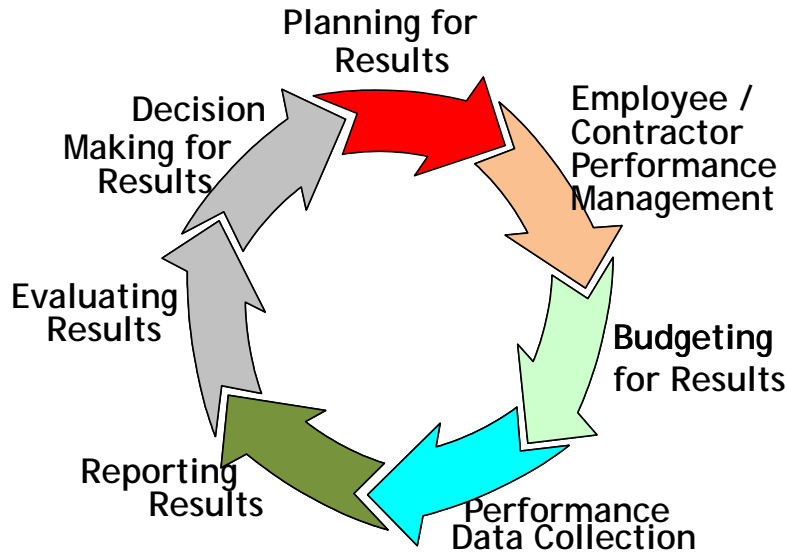 Planning for
Results
Employee /
Contractor
Performance
Management
Budgeting
for Results
Performance
Data Collection
Reporting
Results
Evaluating
Results
Decision
Making for
Results